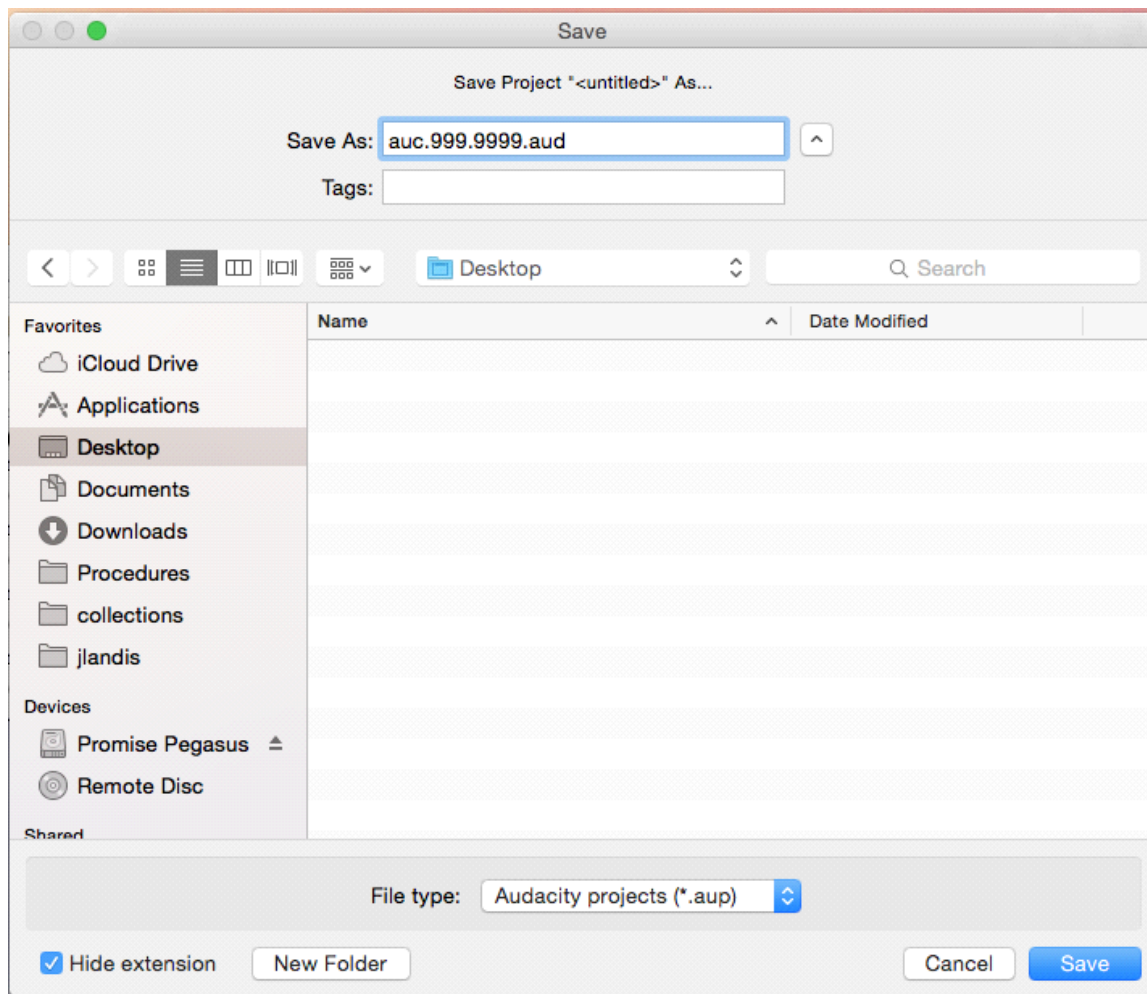 Save
Save Project "<untitled>" As...
Save As: auc.999.9999.aud
Tags:
Desktop
Search
Favorites
iCloud Drive
Applications
Desktop
Documents
Downloads
Procedures
collections
jlandis
Devices
Promise Pegasus
Remote Disc
Shared
Name Date Modified
File type: Audacity projects (*.aup)
Hide extension New Folder Cancel Save